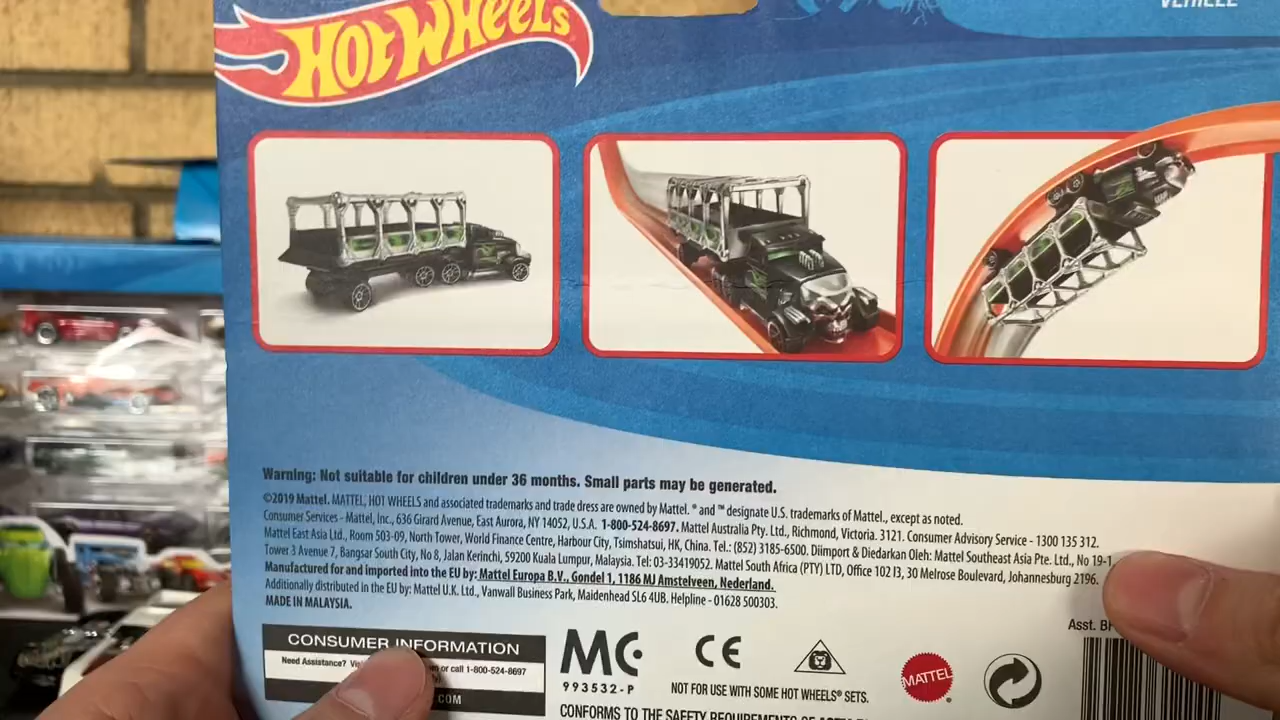 HOT WHEELS
VEHICLE
Warning: Not suitable for children under 36 months. Small parts may be generated.
©2019 Mattel. MATTEL, HOT WHEELS and associated trademarks and trade dress are owned by Mattel. ® and ™ designate U.S. trademarks of Mattel., except as noted.
Consumer Services - Mattel, Inc., 636 Girard Avenue, East Aurora, NY 14052, U.S.A. 1-800-524-8697. Mattel Australia Pty. Ltd., Richmond, Victoria. 3121. Consumer Advisory Service - 1300 135 312.
Mattel East Asia Ltd., Room 503-09, North Tower, World Finance Centre, Harbour City, Tsimshatsui, HK, China. Tel.: (852) 3185-6500. Diimport & Diedarkan Oleh: Mattel Southeast Asia Pte. Ltd., No 19-1,
Tower 3 Avenue 7, Bangsar South City, No 8, Jalan Kerinchi, 59200 Kuala Lumpur, Malaysia. Tel: 03-33419052. Mattel South Africa (PTY) LTD, Office 102 I3, 30 Melrose Boulevard, Johannesburg 2196.
Manufactured for and imported into the EU by: Mattel Europa B.V., Gondel 1, 1186 MJ Amstelveen, Nederland.
Additionally distributed in the EU by: Mattel U.K. Ltd., Vanwall Business Park, Maidenhead SL6 4UB. Helpline - 01628 500303.
MADE IN MALAYSIA.
Asst.
CONSUMER INFORMATION
Need Assistance? or call 1-800-524-8697
COM
MC
993532-P
CE
NOT FOR USE WITH SOME HOT WHEELS® SETS.
MATTEL
CONFORMS TO THE SAFETY REQUIREMENTS OF